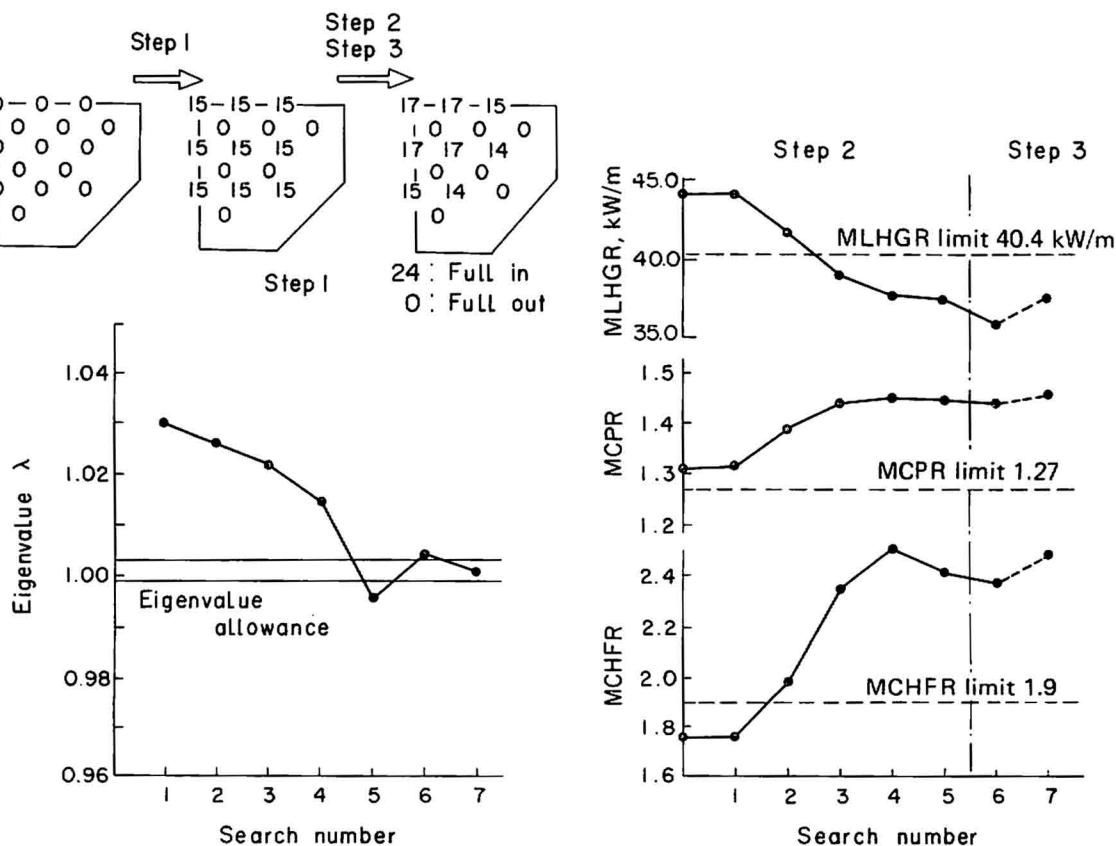 Step 1
Step 2
Step 3
0 – 0 – 0
0 0 0
0 0 0
0 0
0 0 0
0
15–15–15
0 0 0
15 15 15
0 0
15 15 15
0
17–17–15
0 0 0
17 17 14
0 0
15 14 0
0
Step 1
24 : Full in
0 : Full out
Eigenvalue λ
1.04
1.02
1.00
0.98
0.96
Eigenvalue
allowance
1 2 3 4 5 6 7
Search number
Step 2 Step 3
MLHGR, kW/m
45.0
40.0
35.0
MLHGR limit 40.4 kW/m
MCPR
1.5
1.4
1.3
1.2
MCPR limit 1.27
MCHFR
2.4
2.2
2.0
1.8
1.6
MCHFR limit 1.9
1 2 3 4 5 6 7
Search number